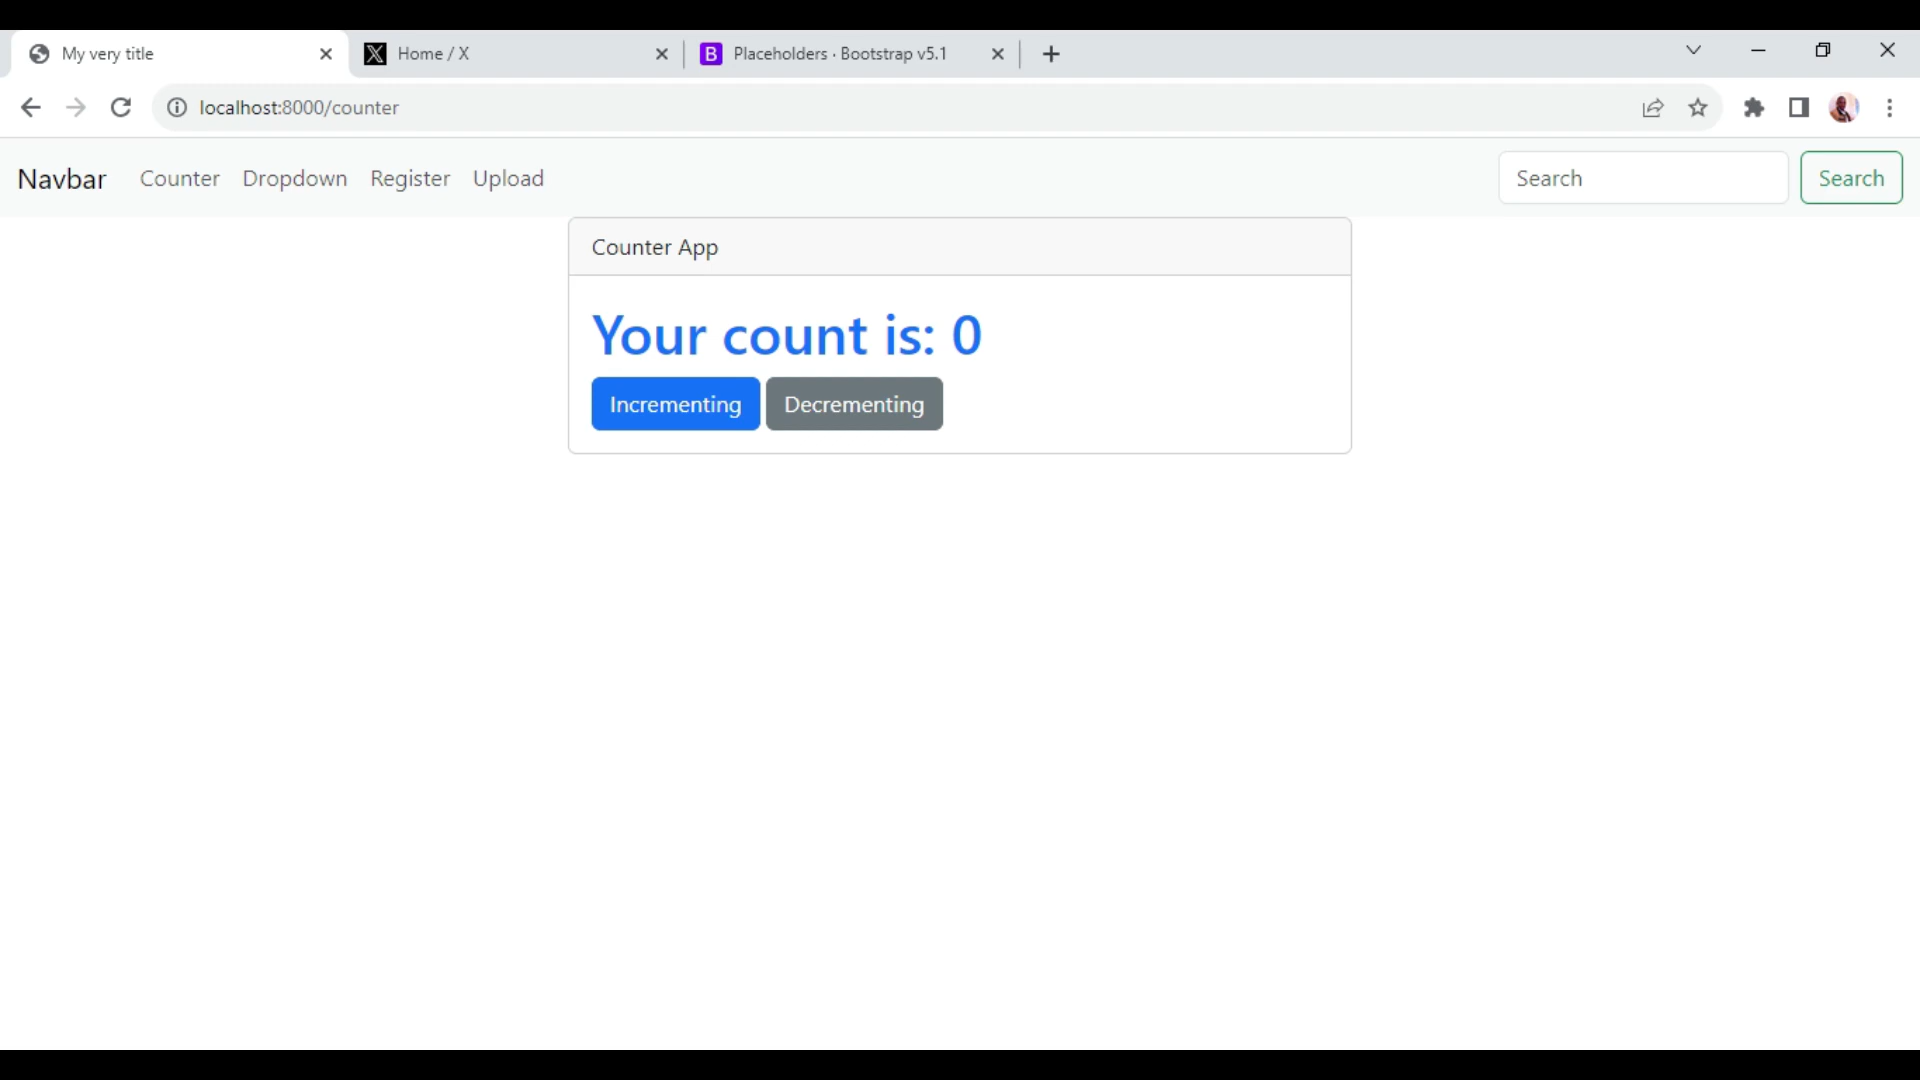 My very title
Home / X
B Placeholders · Bootstrap v5.1
localhost:8000/counter
Navbar Counter Dropdown Register Upload Search Search
Counter App
Your count is: 0
Incrementing Decrementing